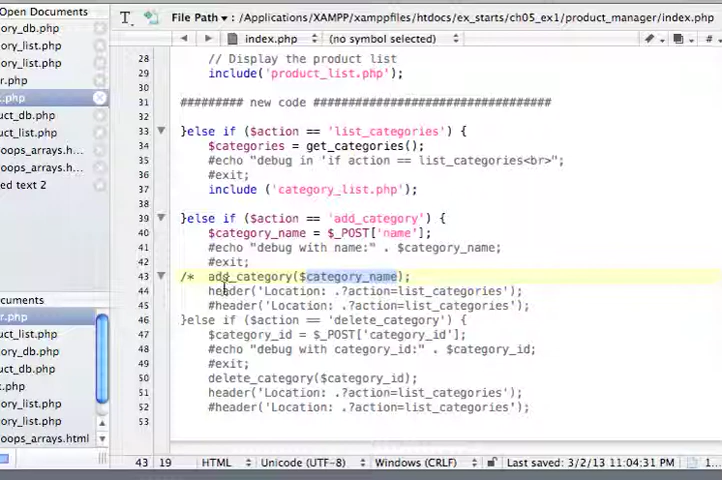 Open Documents
File Path ▾ : /Applications/XAMPP/xamppfiles/htdocs/ex_starts/ch05_ex1/product_manager/index.php
index.php
(no symbol selected)
ory_db.php
ory_list.php
ory_list.php
r.php
.php
uct_db.php
uct_list.php
oops_arrays.h...
oops_arrays.h...
ed text 2
cuments
r.php
uct_list.php
ory_db.php
uct_db.php
x.php
ory_list.php
ory_list.php
oops_arrays.html
28 // Display the product list
29 include('product_list.php');
30
31 ######### new code #################################
32
33 }else if ($action == 'list_categories') {
34 $categories = get_categories();
35 #echo "debug in 'if action == list_categories<br>";
36 #exit;
37 include ('category_list.php');
38
39 }else if ($action == 'add_category') {
40 $category_name = $_POST['name'];
41 #echo "debug with name:" . $category_name;
42 #exit;
43 /* add_category($category_name);
44 header('Location: .?action=list_categories');
45 #header('Location: .?action=list_categories');
46 }else if ($action == 'delete_category') {
47 $category_id = $_POST['category_id'];
48 #echo "debug with category_id:" . $category_id;
49 #exit;
50 delete_category($category_id);
51 header('Location: .?action=list_categories');
52 #header('Location: .?action=list_categories');
53
43 19 HTML Unicode (UTF-8) Windows (CRLF) Last saved: 3/2/13 11:04:31 PM 1...